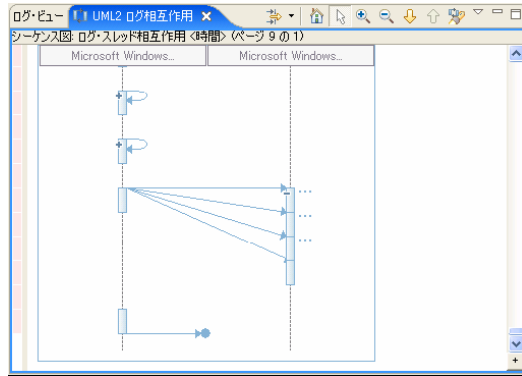 ログ・ビュー UML2 ログ相互作用
シーケンス図: ログ・スレッド相互作用 <時間> (ページ 9 の 1)
Microsoft Windows... Microsoft Windows...
...
...
...